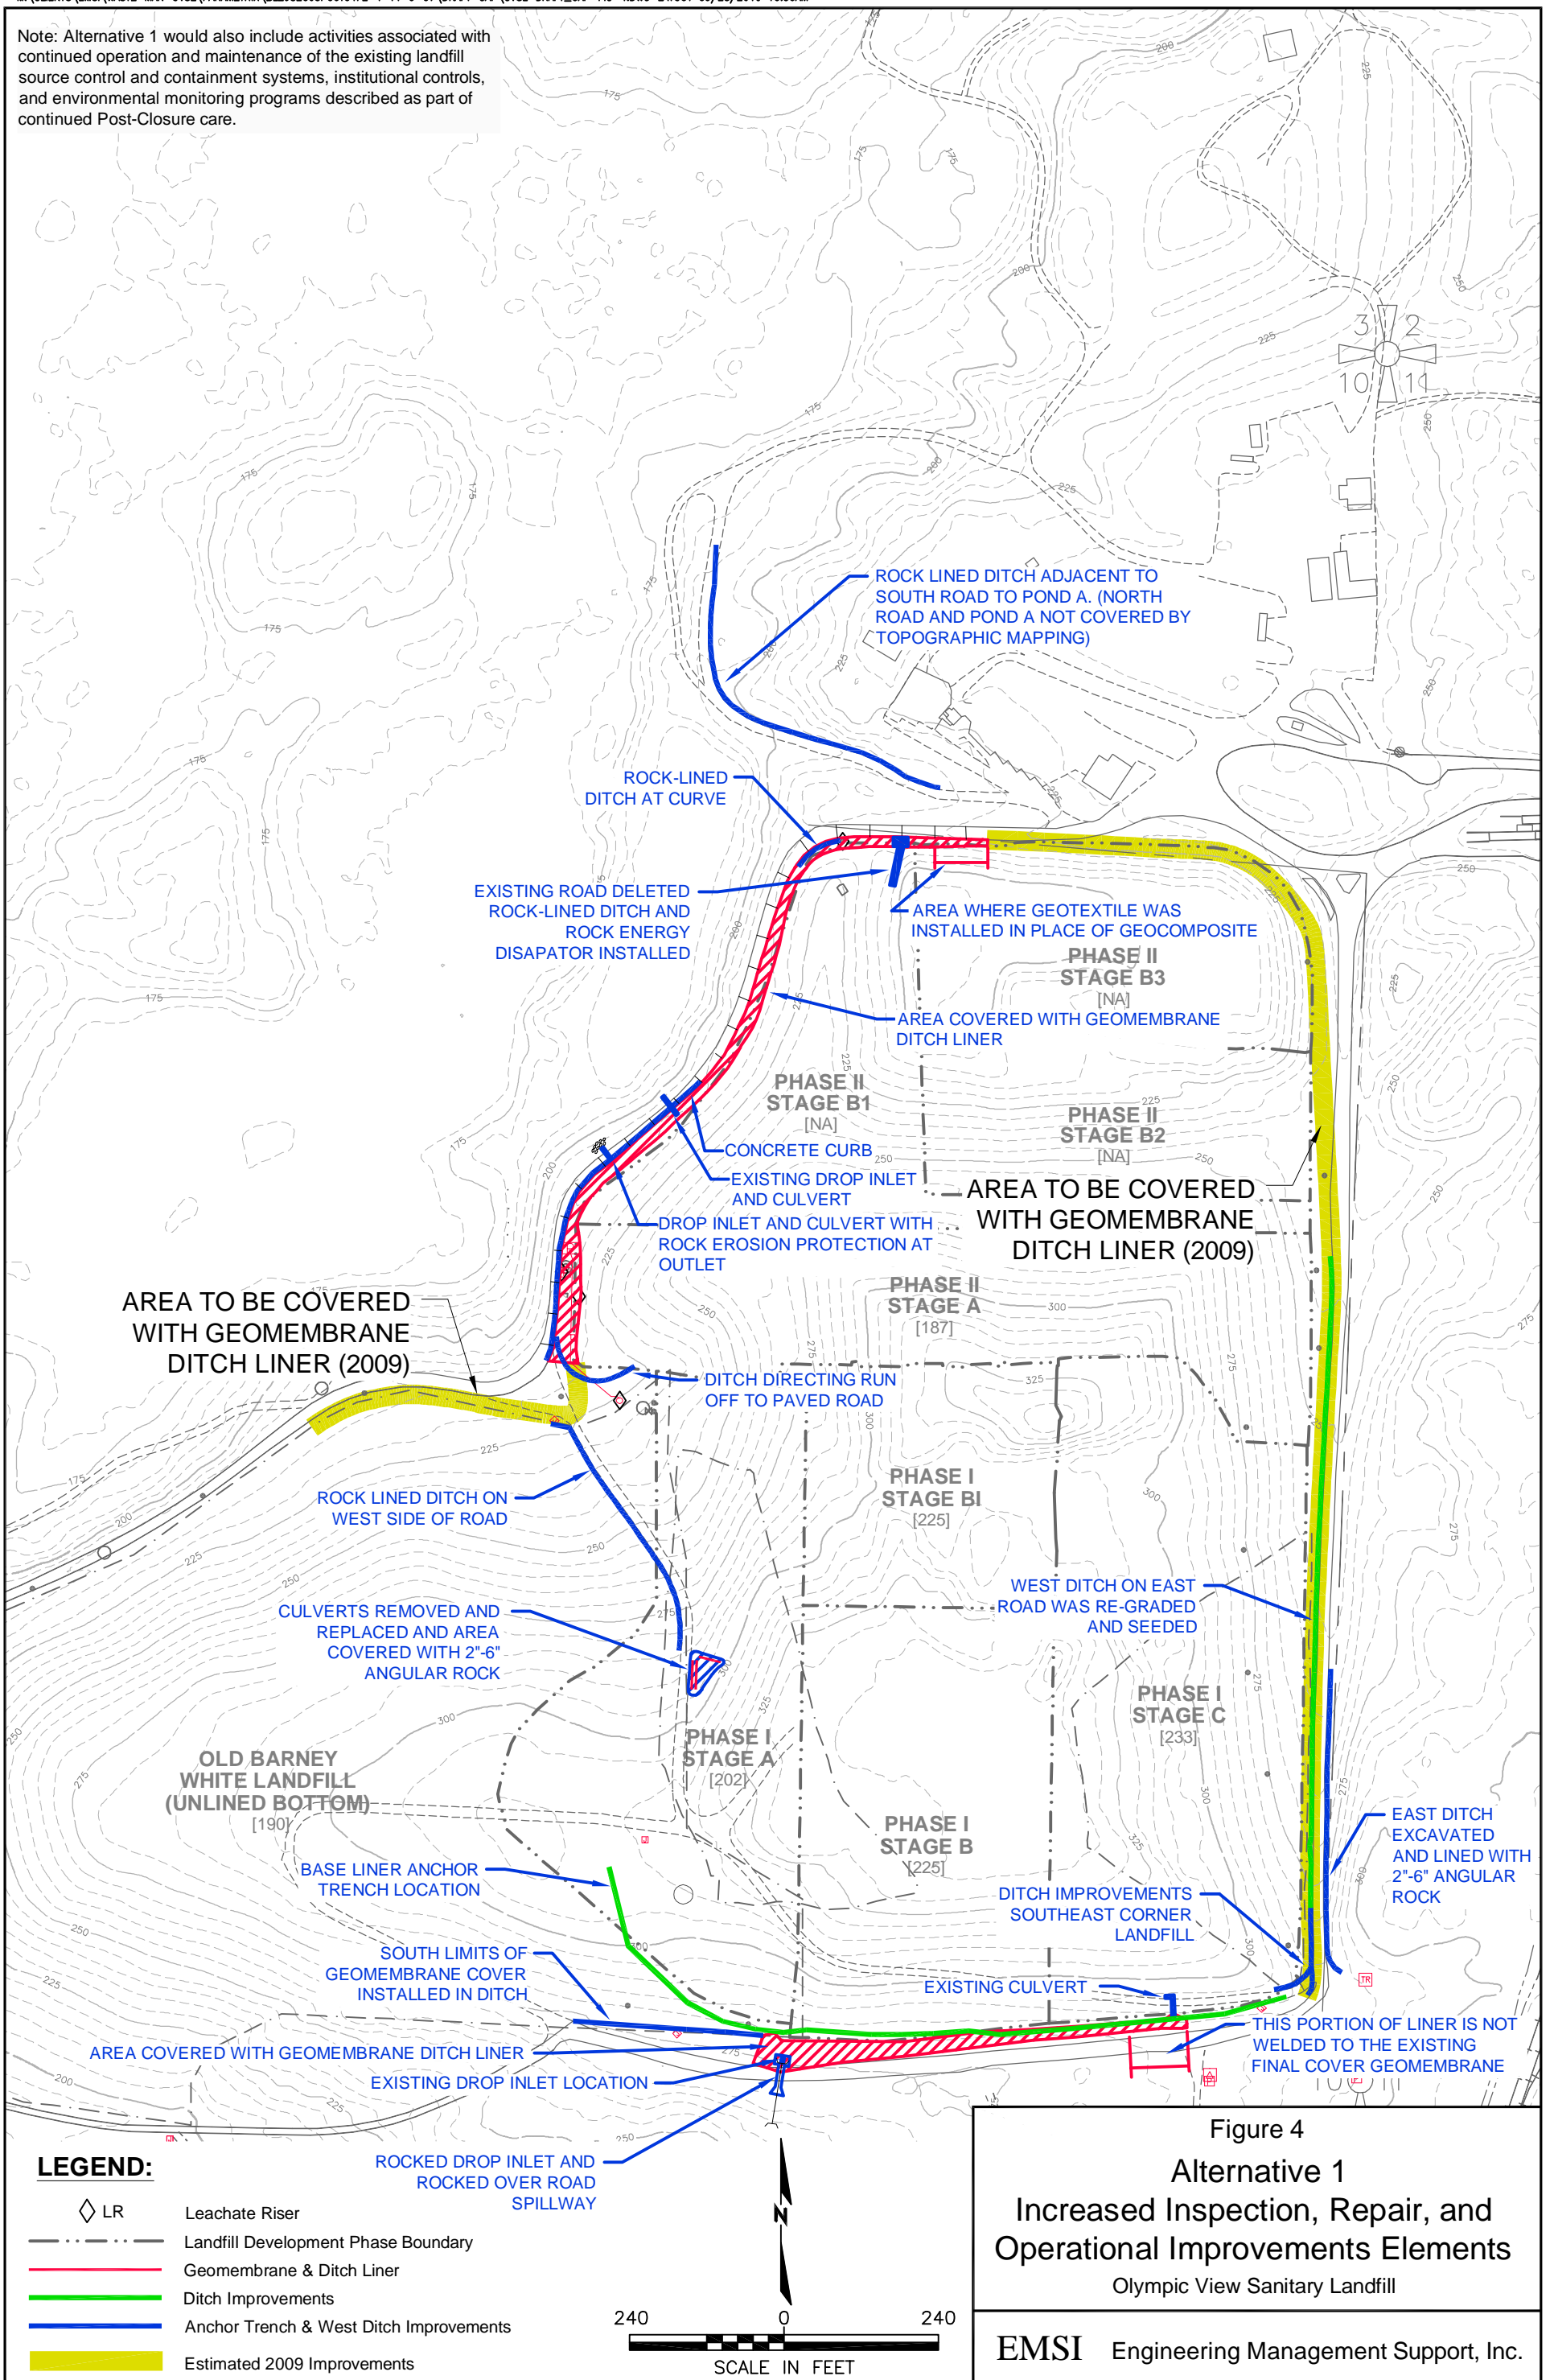 Note: Alternative 1 would also include activities associated with
continued operation and maintenance of the existing landfill
source control and containment systems, institutional controls,
and environmental monitoring programs described as part of
continued Post-Closure care.
3 2
10 11
ROCK LINED DITCH ADJACENT TO
SOUTH ROAD TO POND A. (NORTH
ROAD AND POND A NOT COVERED BY
TOPOGRAPHIC MAPPING)
ROCK-LINED
DITCH AT CURVE
EXISTING ROAD DELETED
ROCK-LINED DITCH AND
ROCK ENERGY
DISAPATOR INSTALLED
AREA WHERE GEOTEXTILE WAS
INSTALLED IN PLACE OF GEOCOMPOSITE
PHASE II
STAGE B3
[NA]
AREA COVERED WITH GEOMEMBRANE
DITCH LINER
PHASE II
STAGE B1
[NA]
PHASE II
STAGE B2
[NA]
CONCRETE CURB
EXISTING DROP INLET
AND CULVERT
DROP INLET AND CULVERT WITH
ROCK EROSION PROTECTION AT
OUTLET
AREA TO BE COVERED
WITH GEOMEMBRANE
DITCH LINER (2009)
PHASE II
STAGE A
[187]
AREA TO BE COVERED
WITH GEOMEMBRANE
DITCH LINER (2009)
DITCH DIRECTING RUN
OFF TO PAVED ROAD
PHASE I
STAGE BI
[225]
ROCK LINED DITCH ON
WEST SIDE OF ROAD
WEST DITCH ON EAST
ROAD WAS RE-GRADED
AND SEEDED
CULVERTS REMOVED AND
REPLACED AND AREA
COVERED WITH 2"-6"
ANGULAR ROCK
PHASE I
STAGE C
[233]
PHASE I
STAGE A
[202]
OLD BARNEY
WHITE LANDFILL
(UNLINED BOTTOM)
[190]
PHASE I
STAGE B
[225]
EAST DITCH
EXCAVATED
AND LINED WITH
2"-6" ANGULAR
ROCK
BASE LINER ANCHOR
TRENCH LOCATION
DITCH IMPROVEMENTS
SOUTHEAST CORNER
LANDFILL
SOUTH LIMITS OF
GEOMEMBRANE COVER
INSTALLED IN DITCH
EXISTING CULVERT
TR
THIS PORTION OF LINER IS NOT
WELDED TO THE EXISTING
FINAL COVER GEOMEMBRANE
AREA COVERED WITH GEOMEMBRANE DITCH LINER
EXISTING DROP INLET LOCATION
ROCKED DROP INLET AND
ROCKED OVER ROAD
SPILLWAY
LEGEND:
LR Leachate Riser
Landfill Development Phase Boundary
Geomembrane & Ditch Liner
Ditch Improvements
Anchor Trench & West Ditch Improvements
Estimated 2009 Improvements
N
240 0 240
SCALE IN FEET
Figure 4
Alternative 1
Increased Inspection, Repair, and
Operational Improvements Elements
Olympic View Sanitary Landfill
EMSI Engineering Management Support, Inc.